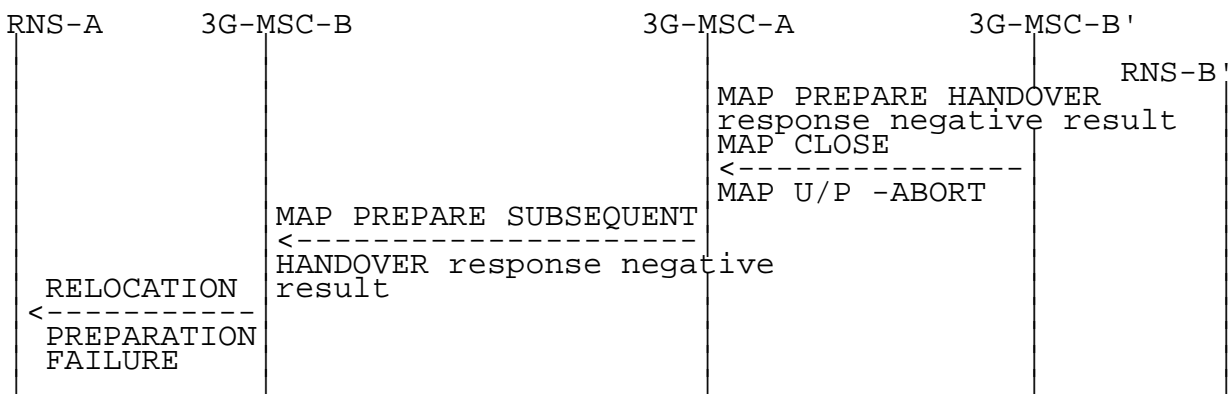 RNS-A 3G-MSC-B 3G-MSC-A 3G-MSC-B'
RNS-B'
MAP PREPARE HANDOVER
response negative result
MAP CLOSE
MAP U/P -ABORT
MAP PREPARE SUBSEQUENT
HANDOVER response negative
result
RELOCATION
PREPARATION
FAILURE